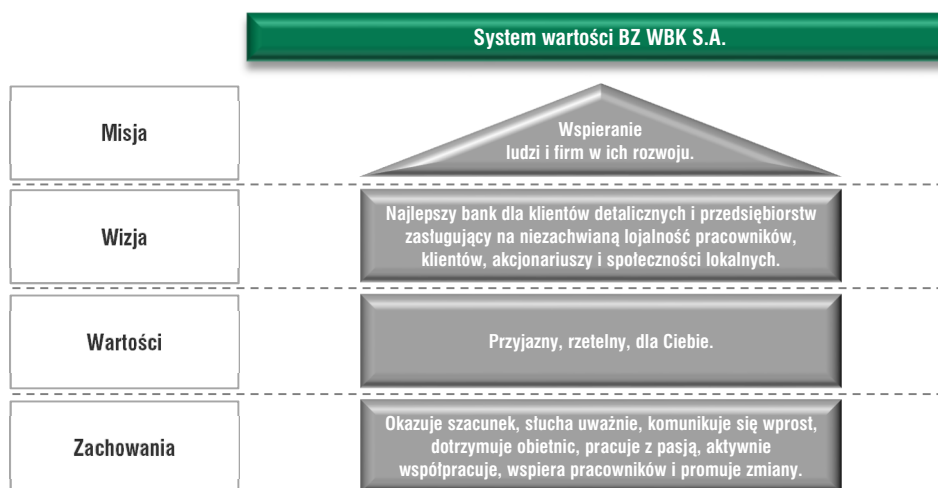 System wartości BZ WBK S.A.
Misja
Wspieranie
ludzi i firm w ich rozwoju.
Wizja
Najlepszy bank dla klientów detalicznych i przedsiębiorstw
zasługujący na niezachwianą lojalność pracowników,
klientów, akcjonariuszy i społeczności lokalnych.
Wartości
Przyjazny, rzetelny, dla Ciebie.
Zachowania
Okazuje szacunek, słucha uważnie, komunikuje się wprost,
dotrzymuje obietnic, pracuje z pasją, aktywnie
współpracuje, wspiera pracowników i promuje zmiany.